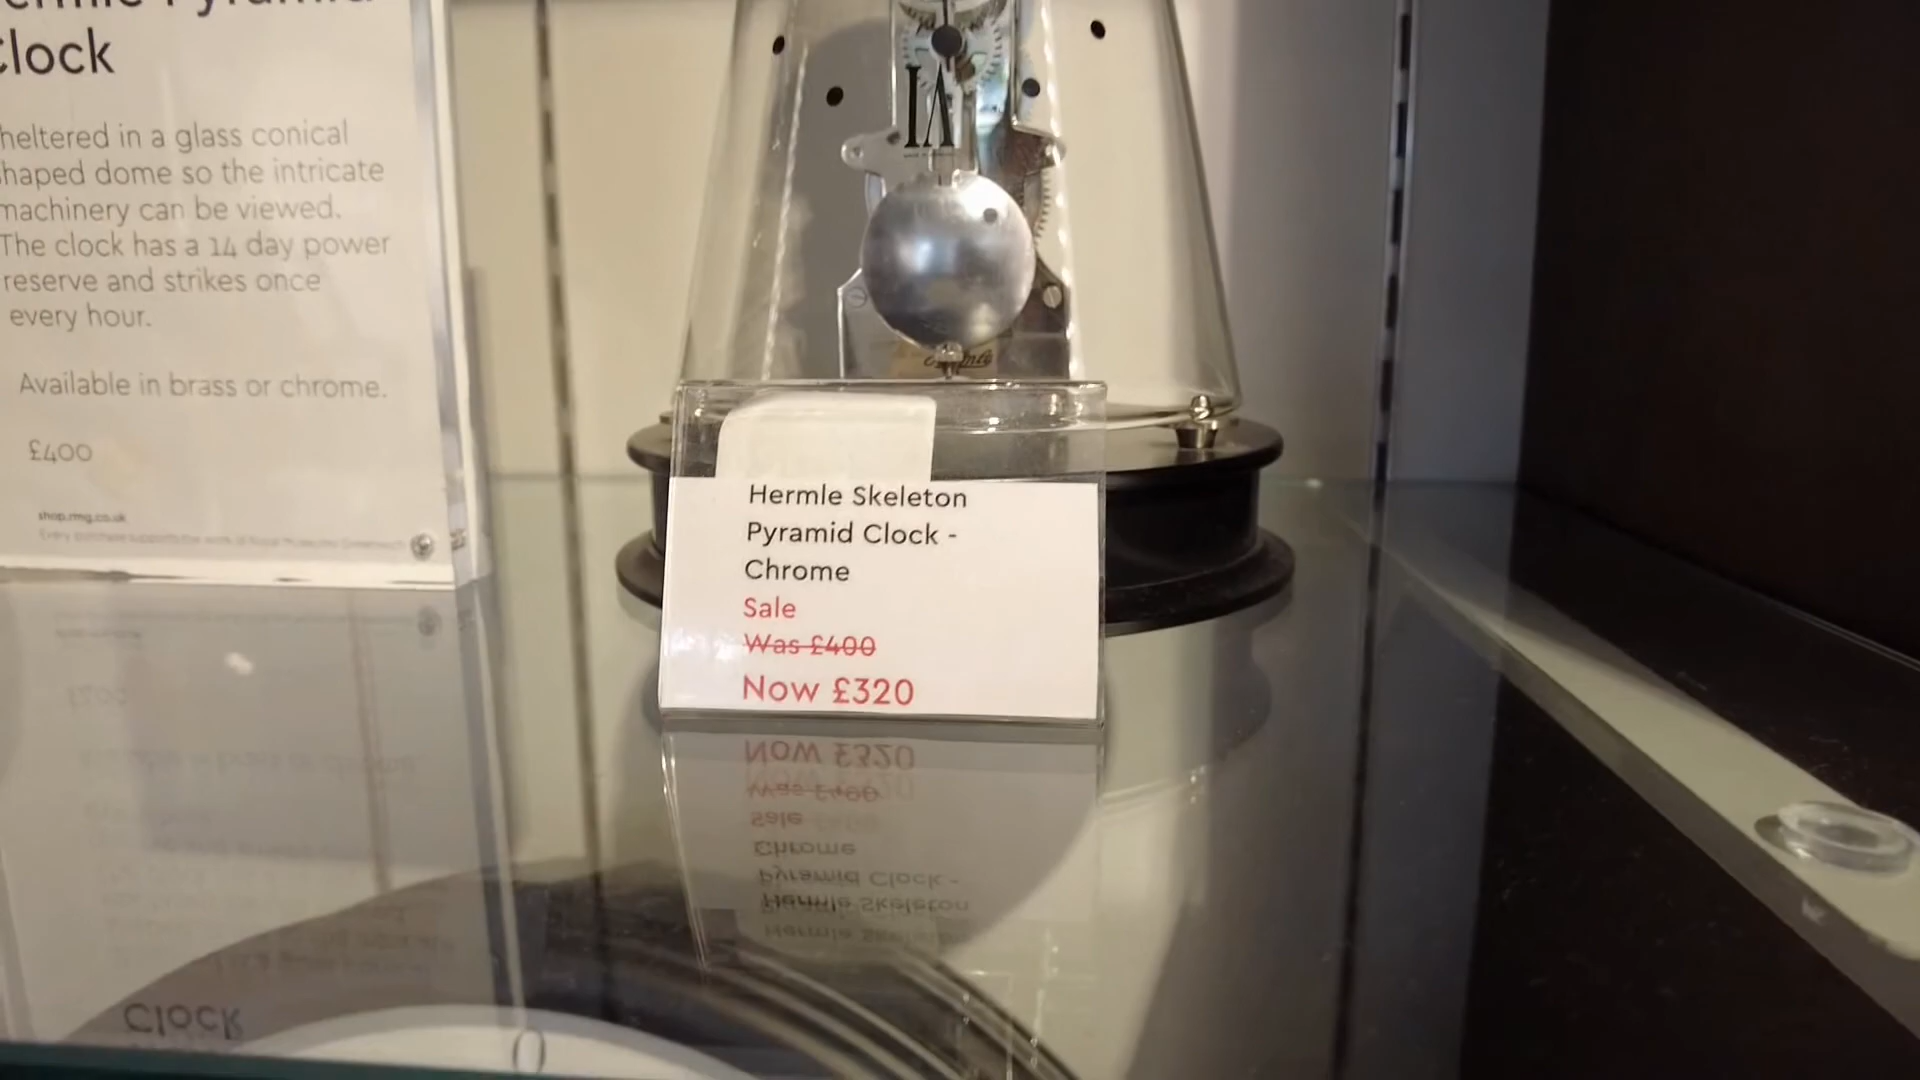 Clock
heltered in a glass conical
haped dome so the intricate
machinery can be viewed.
The clock has a 14 day power
reserve and strikes once
every hour.
Available in brass or chrome.
£400
shop.rmg.co.uk
VI
Hermle Skeleton
Pyramid Clock -
Chrome
Sale
Was £400
Now £320